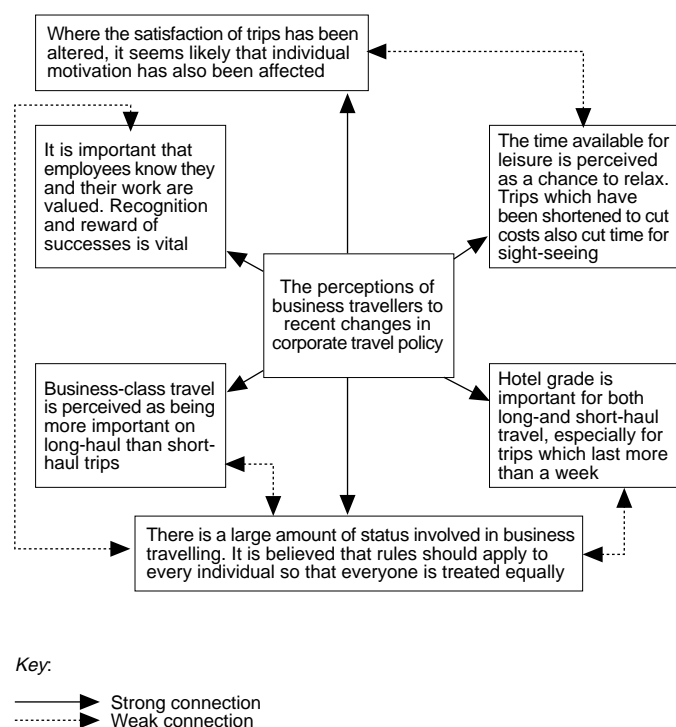 Where the satisfaction of trips has been
altered, it seems likely that individual
motivation has also been affected
It is important that
employees know they
and their work are
valued. Recognition
and reward of
successes is vital
The time available for
leisure is perceived
as a chance to relax.
Trips which have
been shortened to cut
costs also cut time for
sight-seeing
The perceptions of
business travellers to
recent changes in
corporate travel policy
Business-class travel
is perceived as being
more important on
long-haul than short-
haul trips
Hotel grade is
important for both
long-and short-haul
travel, especially for
trips which last more
than a week
There is a large amount of status involved in business
travelling. It is believed that rules should apply to
every individual so that everyone is treated equally
Key:
Strong connection
Weak connection